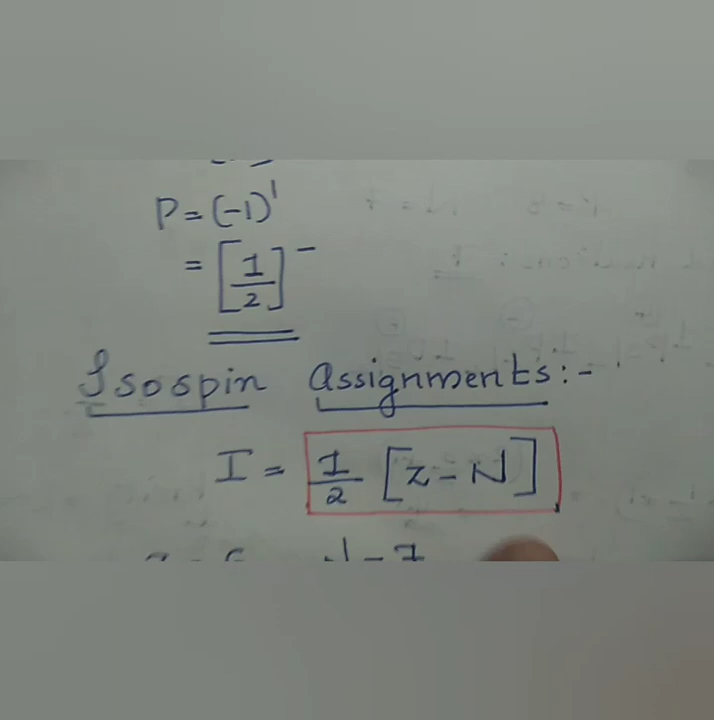 P = (-1)¹
= [1/2]⁻
Isospin Assignments:-
I = 1/2 [Z - N]